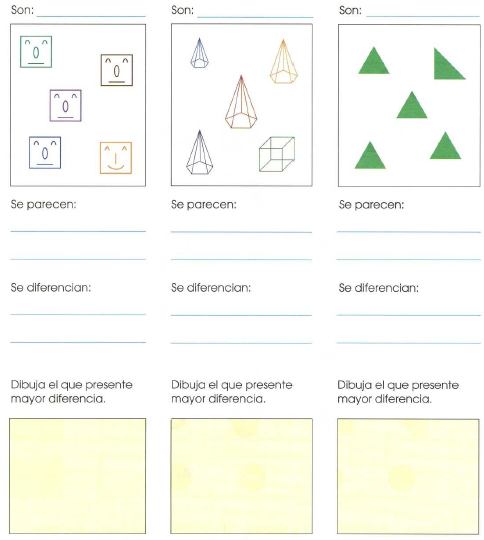 Son:
Son:
Son:
Se parecen:
Se parecen:
Se parecen:
Se diferencian:
Se diferencian:
Se diferencian:
Dibuja el que presente
mayor diferencia.
Dibuja el que presente
mayor diferencia.
Dibuja el que presente
mayor diferencia.